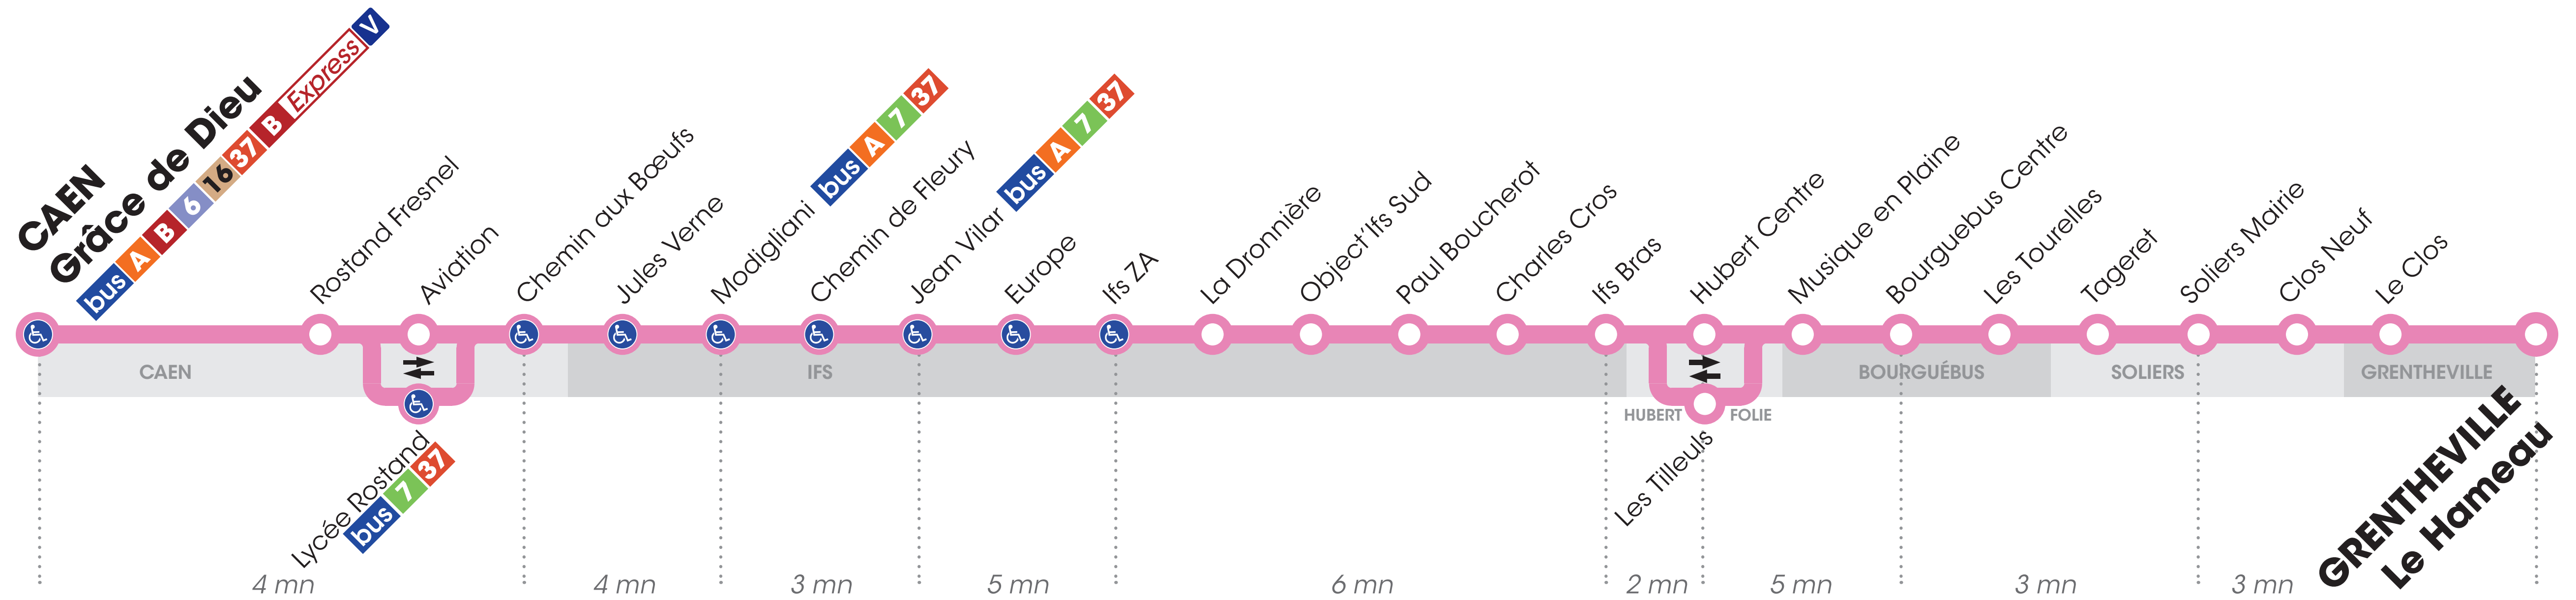 CAEN
Grâce de Dieu
bus A B 6 16 37 B Express V
Rostand Fresnel
Aviation
Chemin aux Bœufs
Jules Verne
Modigliani
bus A 7 37
Chemin de Fleury
Jean Vilar
bus A 7 37
Europe
Ifs ZA
La Dronnière
Object'Ifs Sud
Paul Boucherot
Charles Cros
Ifs Bras
Hubert Centre
Musique en Plaine
Bourguebus Centre
Les Tourelles
Tageret
Soliers Mairie
Clos Neuf
Le Clos
CAEN
IFS
HUBERT FOLIE
BOURGUÉBUS
SOLIERS
GRENTHEVILLE
Lycée Rostand
bus 7 37
Les Tilleuls
GRENTHEVILLE
Le Hameau
4 mn
4 mn
3 mn
5 mn
6 mn
2 mn
5 mn
3 mn
3 mn